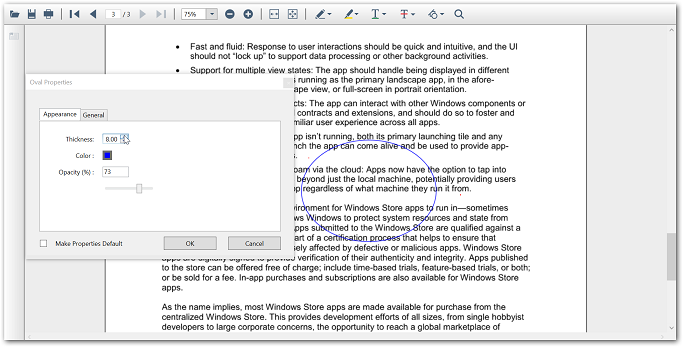 3 / 3
75%
• Fast and fluid: Response to user interactions should be quick and intuitive, and the UI
should not "lock up" to support data processing or other background activities.
• Support for multiple view states: The app should handle being displayed in different
s running as the primary landscape app, in the afore-
ape view, or full-screen in portrait orientation.
cts: The app can interact with other Windows components or
contracts and extensions, and should do so to foster and
miliar user experience across all apps.
app isn't running, both its primary launching tile and any
nch the app can come alive and be used to provide app-
s.
oam via the cloud: Apps now have the option to tap into
beyond just the local machine, potentially providing users
pp regardless of what machine they run it from.
vironment for Windows Store apps to run in—sometimes
ws Windows to protect system resources and state from
apps submitted to the Windows Store are qualified against a
art of a certification process that helps to ensure that
nely affected by defective or malicious apps. Windows Store
apps are digitally signed to provide verification of their authenticity and integrity. Apps published
to the store can be offered free of charge; include time-based trials, feature-based trials, or both;
or be sold for a fee. In-app purchases and subscriptions are also available for Windows Store
apps.
As the name implies, most Windows Store apps are made available for purchase from the
centralized Windows Store. This provides development efforts of all sizes, from single hobbyist
developers to large corporate concerns, the opportunity to reach a global marketplace of
Oval Properties
Appearance General
Thickness: 8.00
Color :
Opacity (%) : 73
Make Properties Default OK Cancel